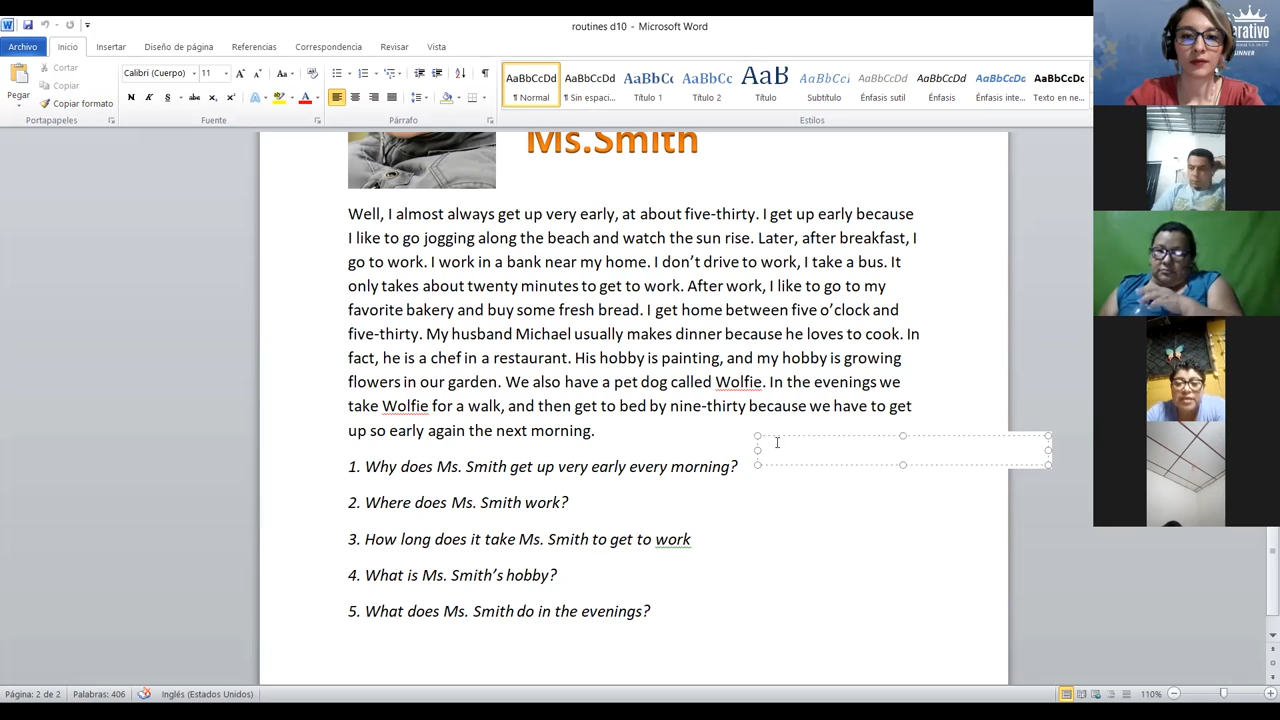 routines d10 - Microsoft Word
Archivo Inicio Insertar Diseño de página Referencias Correspondencia Revisar Vista
Cortar
Copiar
Pegar
Copiar formato
Portapapeles
Calibri (Cuerpo) 11
Fuente
Párrafo
AaBbCcDd AaBbCcDd AaBbC AaBbCc AaB AaBbCcL AaBbCcDd AaBbCcDd AaBbCcDd AaBbCcDd
¶ Normal ¶ Sin espaci... Título 1 Título 2 Título Subtítulo Énfasis sutil Énfasis Énfasis inte... Texto en ne...
Estilos
Ms.Smith
Well, I almost always get up very early, at about five-thirty. I get up early because
I like to go jogging along the beach and watch the sun rise. Later, after breakfast, I
go to work. I work in a bank near my home. I don't drive to work, I take a bus. It
only takes about twenty minutes to get to work. After work, I like to go to my
favorite bakery and buy some fresh bread. I get home between five o'clock and
five-thirty. My husband Michael usually makes dinner because he loves to cook. In
fact, he is a chef in a restaurant. His hobby is painting, and my hobby is growing
flowers in our garden. We also have a pet dog called Wolfie. In the evenings we
take Wolfie for a walk, and then get to bed by nine-thirty because we have to get
up so early again the next morning.
1. Why does Ms. Smith get up very early every morning?
2. Where does Ms. Smith work?
3. How long does it take Ms. Smith to get to work
4. What is Ms. Smith's hobby?
5. What does Ms. Smith do in the evenings?
Página: 2 de 2 Palabras: 406 Inglés (Estados Unidos) 110%